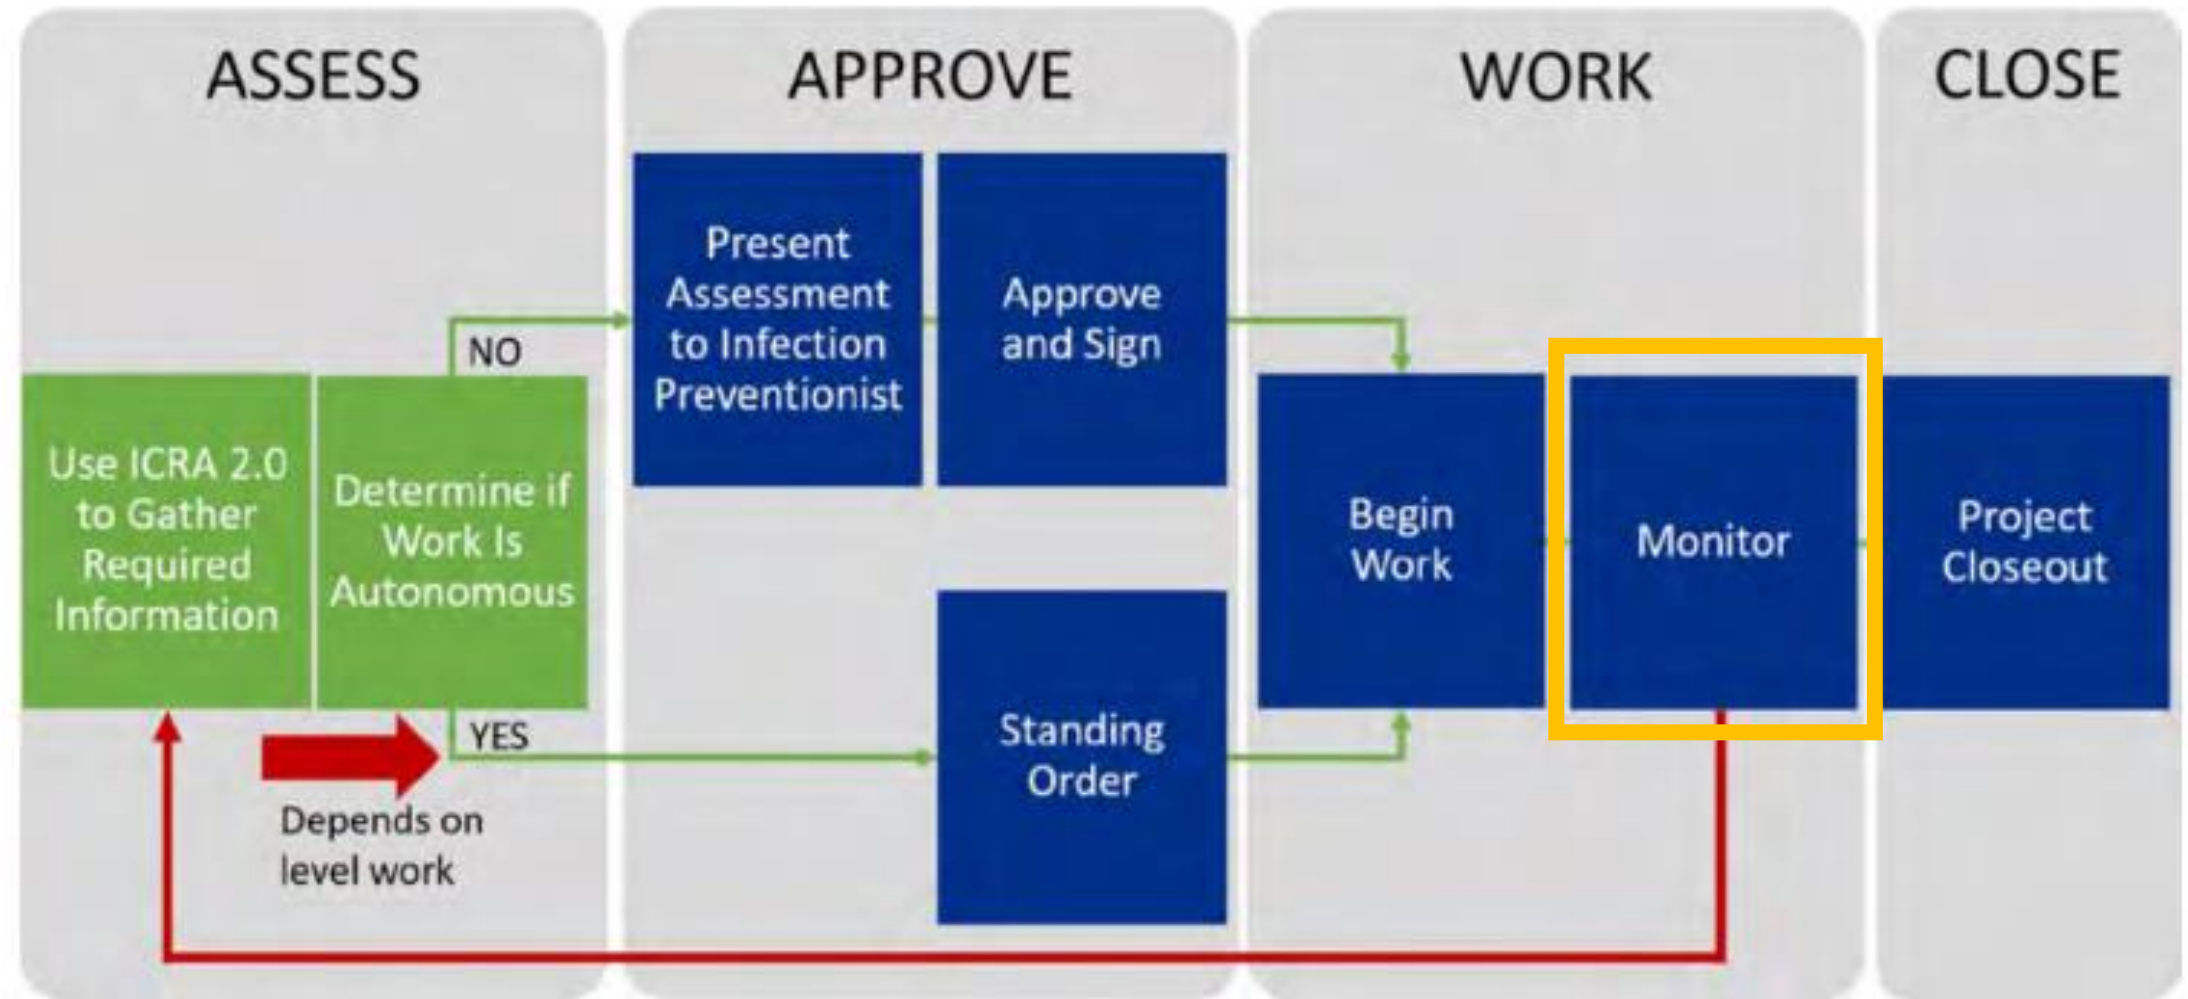 ASSESS
APPROVE
WORK
CLOSE
Use ICRA 2.0
to Gather
Required
Information
Determine if
Work Is
Autonomous
NO
YES
Depends on
level work
Present
Assessment
to Infection
Preventionist
Approve
and Sign
Standing
Order
Begin
Work
Monitor
Project
Closeout